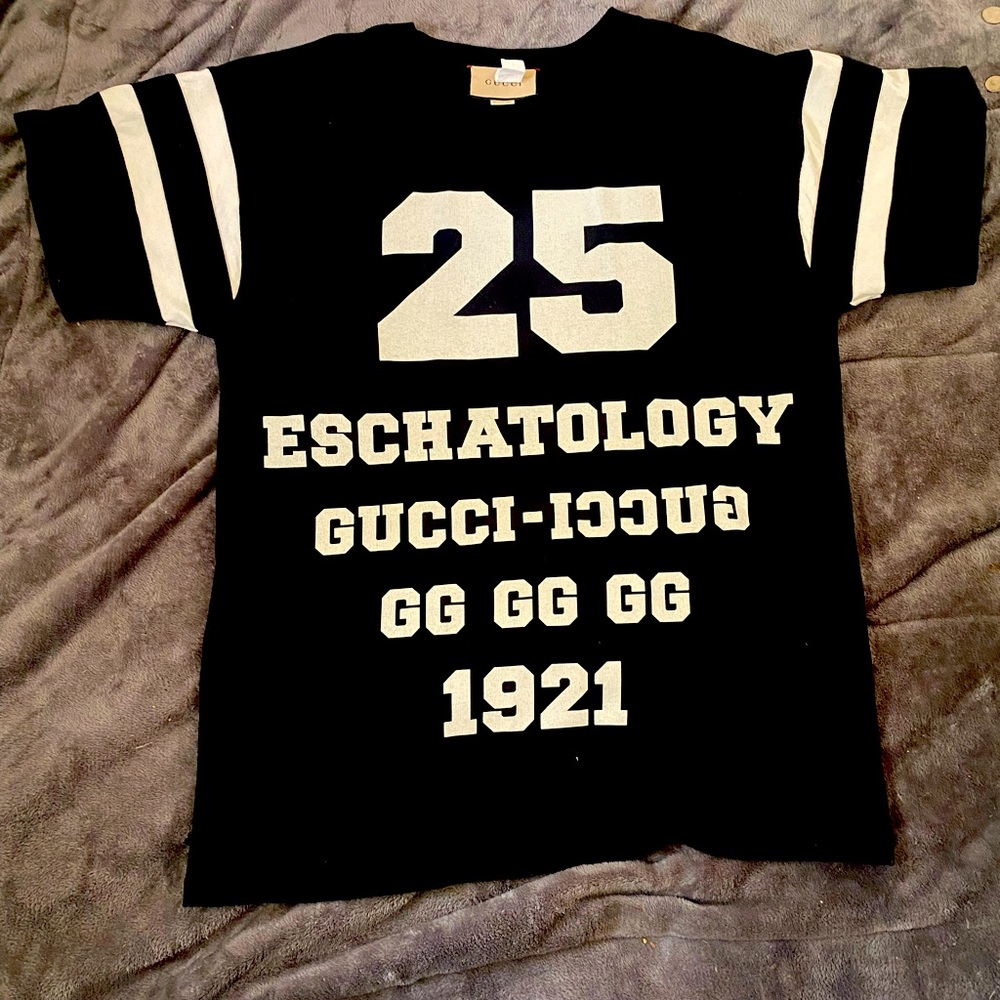 GUCCI
25
ESCHATOLOGY
GUCCI-ICCUG
GG GG GG
1921